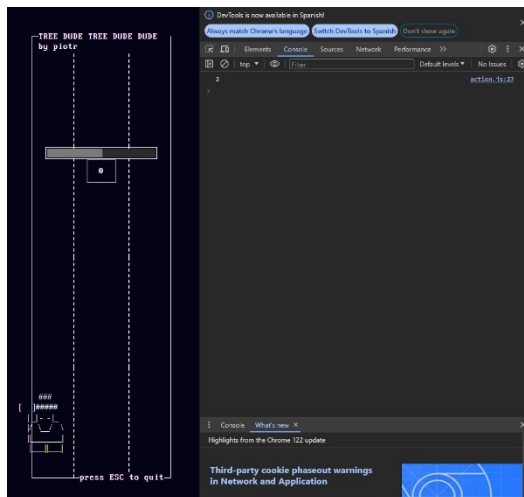 TREE DUDE TREE DUDE DUDE
by piotr
0
###
[ ]#####
press ESC to quit
DevTools is now available in Spanish!
Always match Chrome's language
Switch DevTools to Spanish
Don't show again
Elements Console Sources Network Performance
top
Filter
Default levels
No Issues
2
action.js:27
Console
What's new
Highlights from the Chrome 122 update
Third-party cookie phaseout warnings
in Network and Application